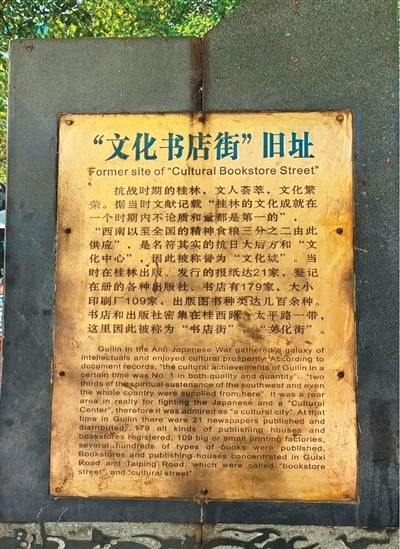 “文化书店街”旧址
Former site of "Cultural Bookstore Street"
抗战时期的桂林，文人荟萃，文化繁
荣。据当时文献记载“桂林的文化成就在
一个时期内不论质和量都是第一的”，
“西南以至全国的精神食粮三分之二由此
供应”，是名符其实的抗日大后方和“文
化中心”，因此被称誉为“文化城”。当
时在桂林出版、发行的报纸达21家，登记
在册的各种出版社、书店有179家，大小
印刷厂109家，出版图书种类达几百余种。
书店和出版社密集在桂西路、太平路一带，
这里因此被称为“书店街”、“文化街”。
Guilin in the Anti-Japanese War gathered a galaxy of
intellectuals and enjoyed cultural prosperity. According to
document records, "the cultural achievements of Guilin in a
certain time was No. 1 in both quality and quantity", "two
thirds of the spiritual sustenance of the southwest and even
the whole country were supplied from here". It was a rear
area in reality for fighting the Japanese and a "Cultural
Center", therefore it was admired as "a cultural city". At that
time in Guilin there were 21 newspapers published and
distributed, 179 all kinds of publishing houses and
bookstores registered, 109 big or small printing factories,
several hundreds of types of books were published.
Bookstores and publishing houses concentrated in Guixi
Road and Taiping Road, which were called "bookstore
street", and "cultural street"